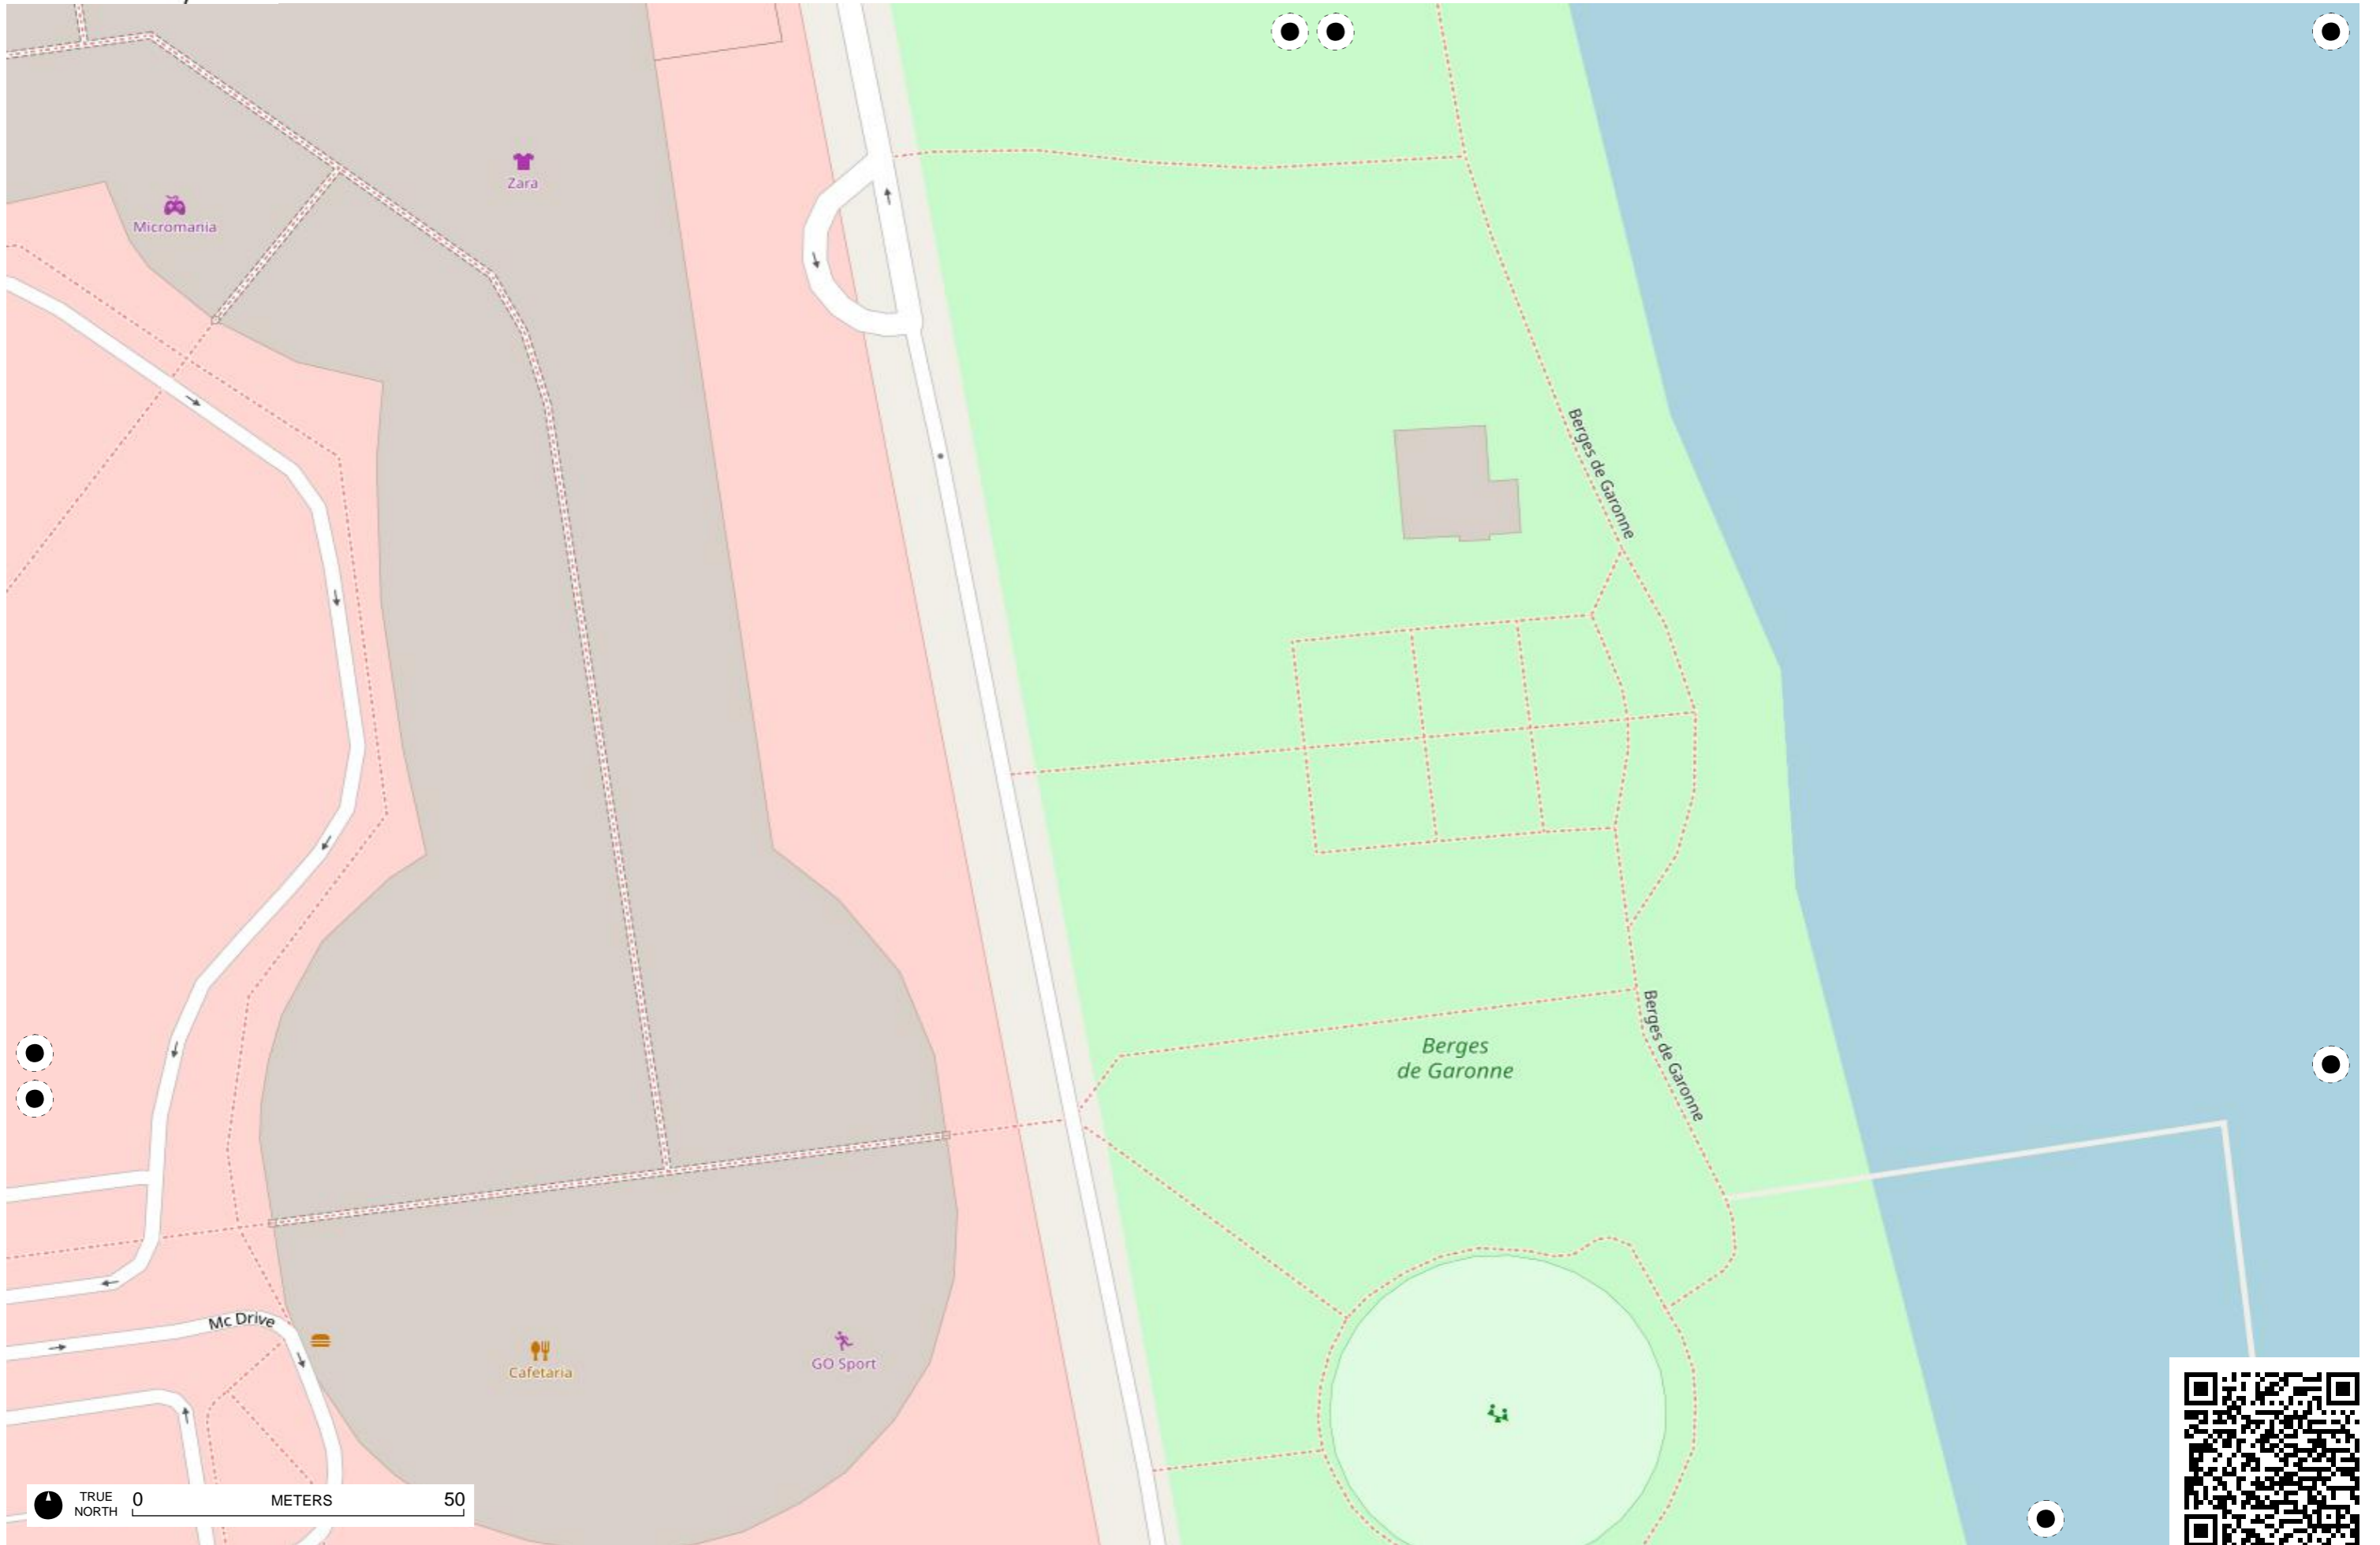 Zara
Micromania
Berges de Garonne
Berges de Garonne
Berges
de Garonne
Mc Drive
Cafétaria
GO Sport
TRUE
NORTH
0 METERS 50